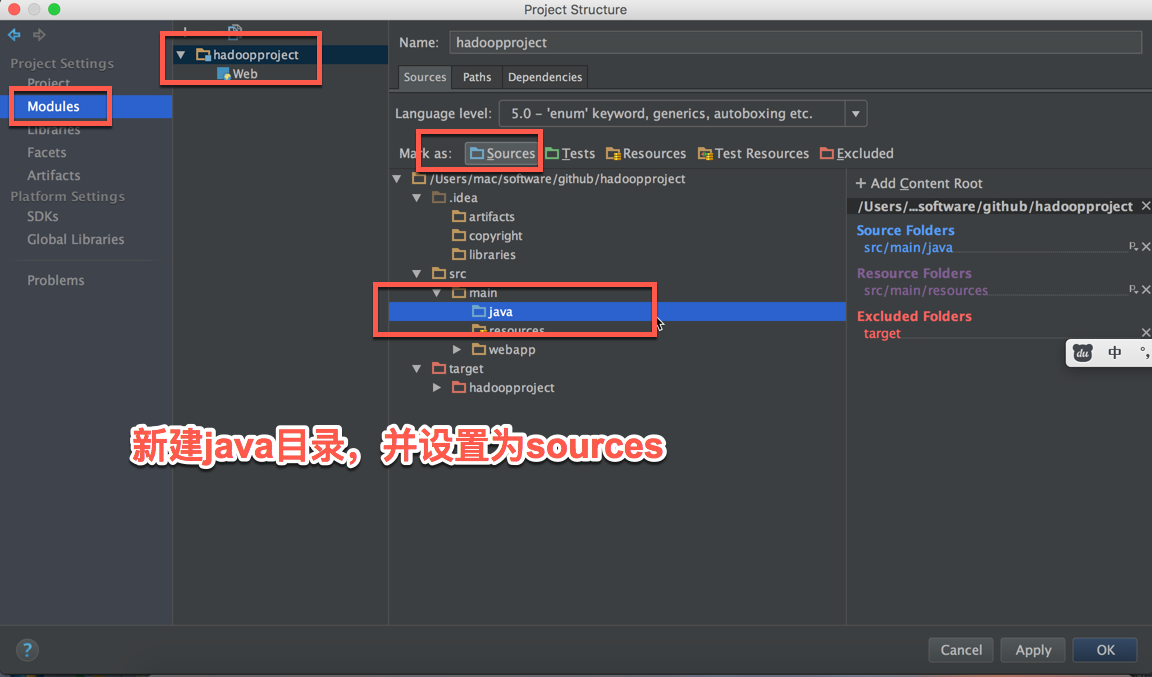 Project Structure
Project Settings
Project
Modules
Libraries
Facets
Artifacts
Platform Settings
SDKs
Global Libraries
Problems
hadoopproject
Web
Name: hadoopproject
Sources Paths Dependencies
Language level: 5.0 - 'enum' keyword, generics, autoboxing etc.
Mark as: Sources Tests Resources Test Resources Excluded
/Users/mac/software/github/hadoopproject
.idea
artifacts
copyright
libraries
src
main
java
resources
webapp
target
hadoopproject
+ Add Content Root
/Users/...software/github/hadoopproject
Source Folders
src/main/java
Resource Folders
src/main/resources
Excluded Folders
target
du 中 °,
新建java目录，并设置为sources
? Cancel Apply OK